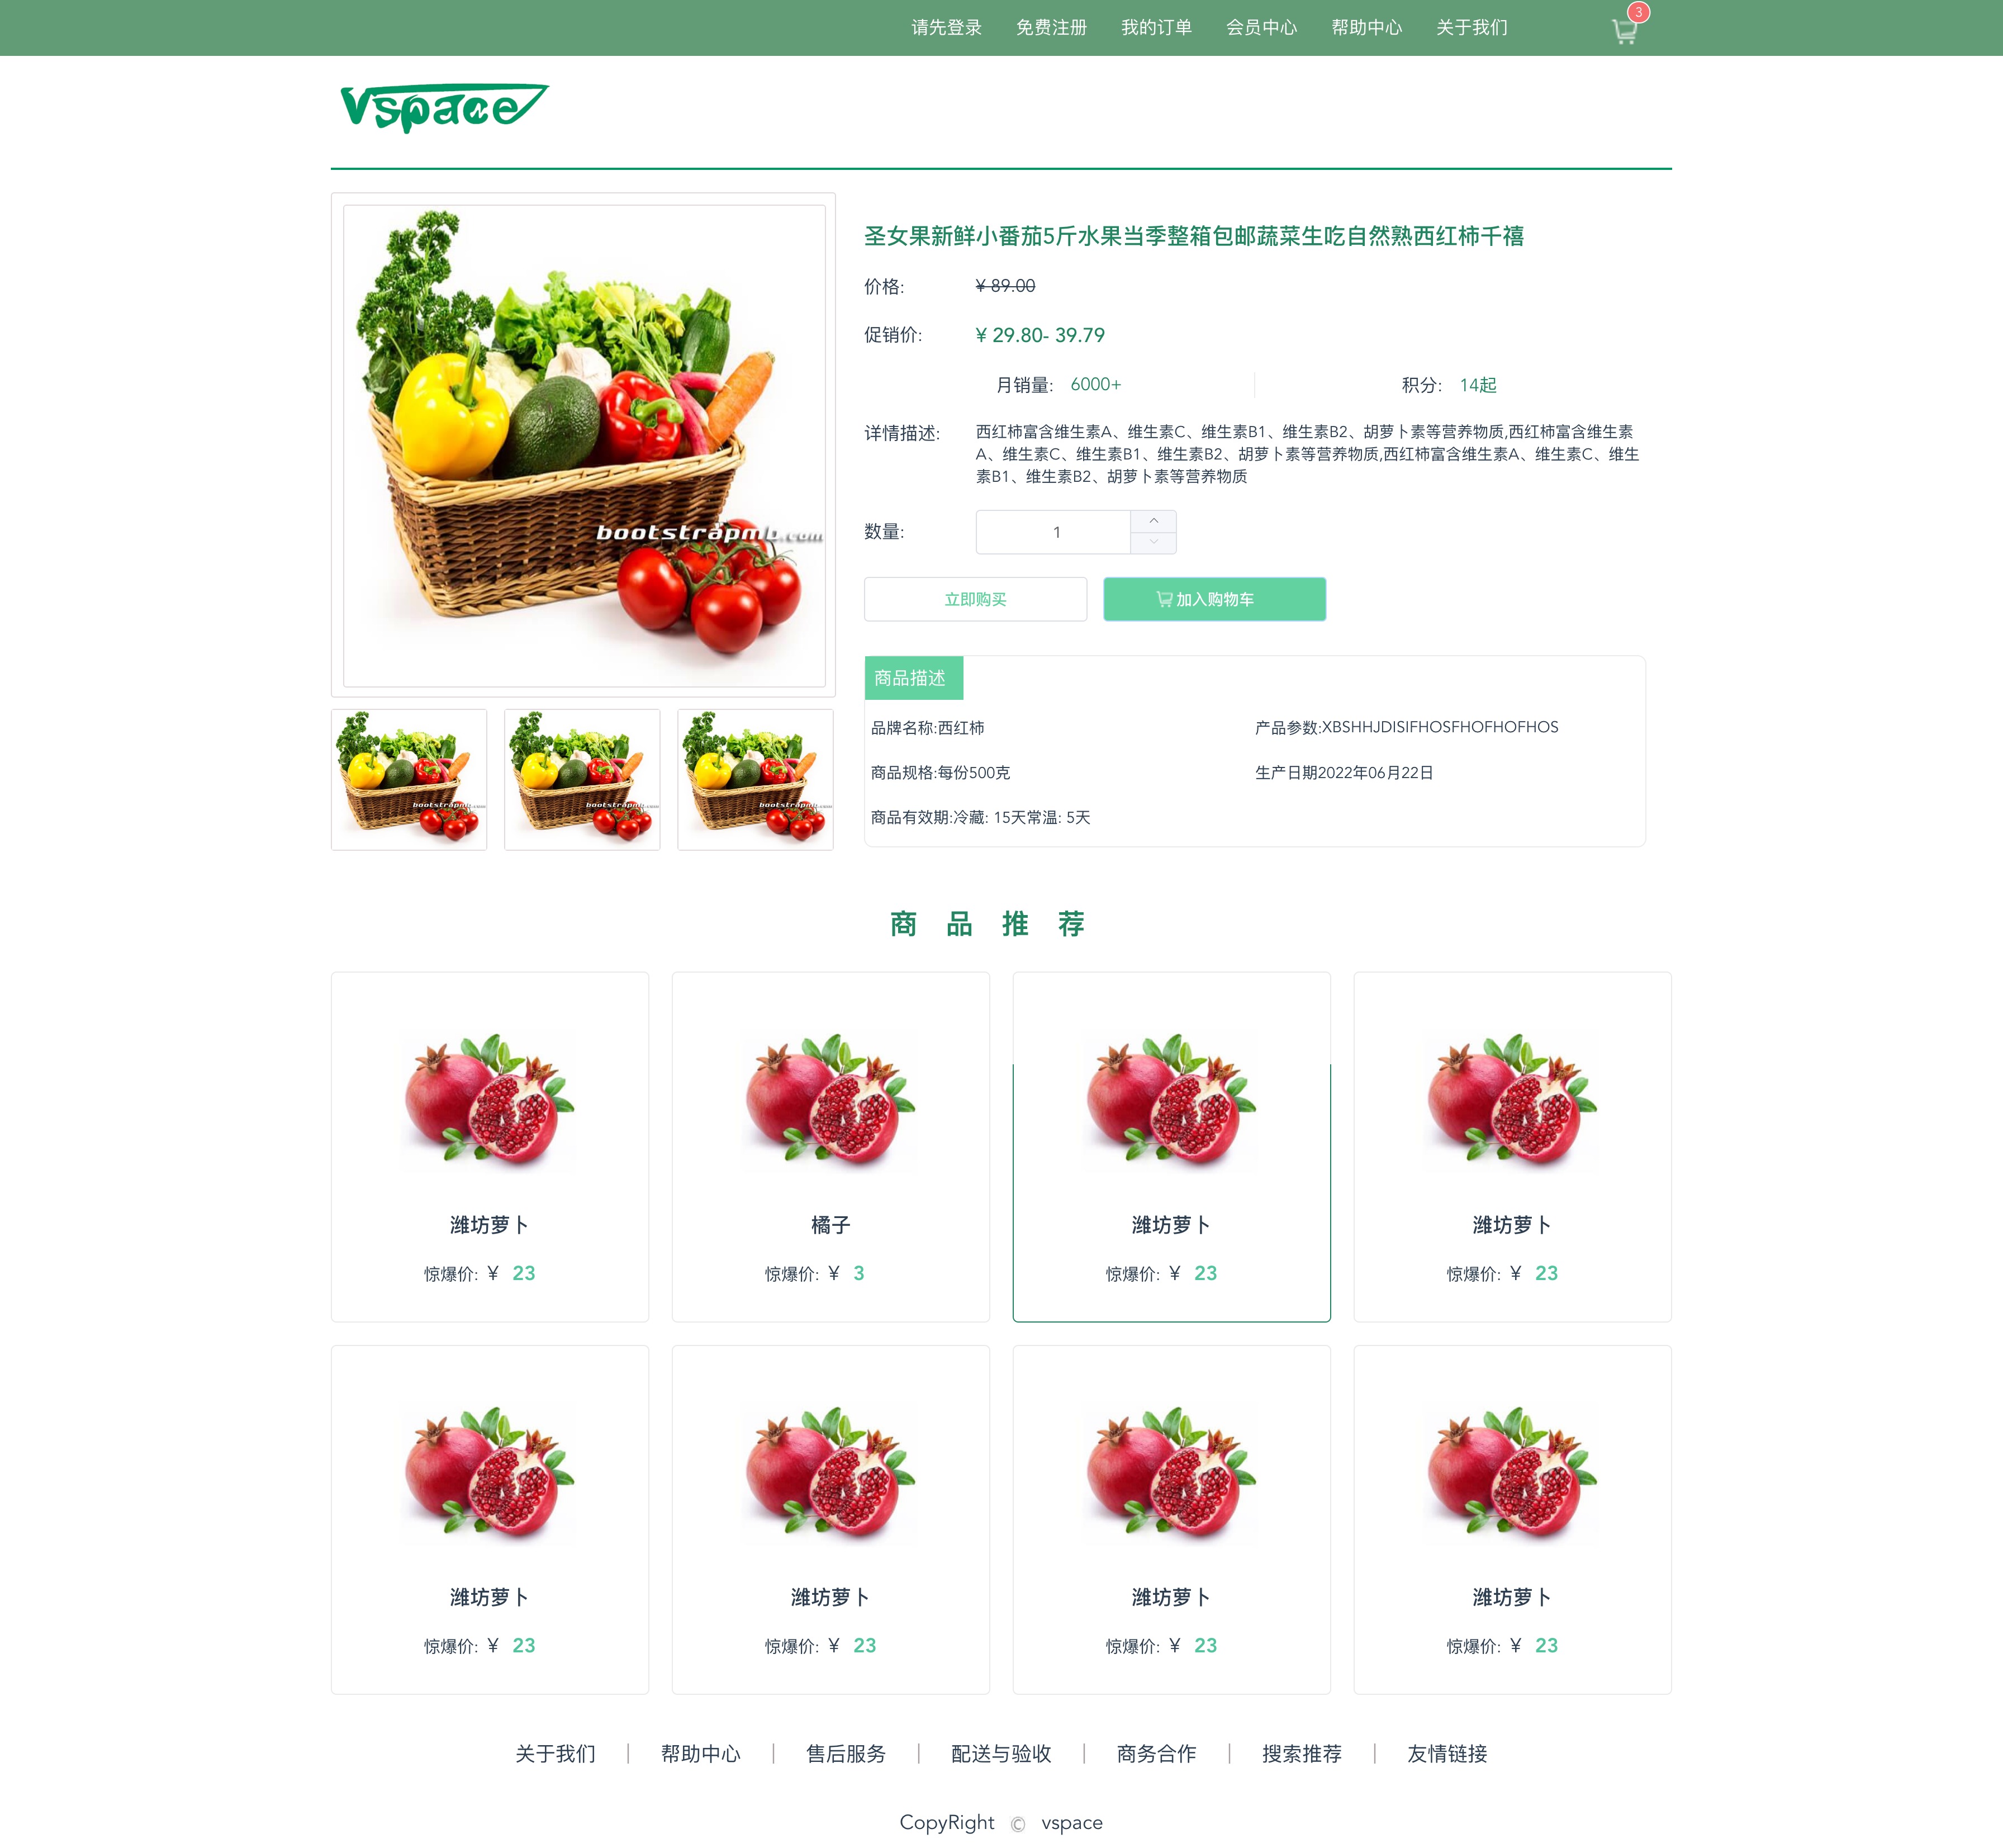 请先登录 免费注册 我的订单 会员中心 帮助中心 关于我们 3
Vspace
圣女果新鲜小番茄5斤水果当季整箱包邮蔬菜生吃自然熟西红柿千禧
价格: ¥ 89.00
促销价: ¥ 29.80- 39.79
月销量: 6000+ 积分: 14起
详情描述: 西红柿富含维生素A、维生素C、维生素B1、维生素B2、胡萝卜素等营养物质,西红柿富含维生素
A、维生素C、维生素B1、维生素B2、胡萝卜素等营养物质,西红柿富含维生素A、维生素C、维生
素B1、维生素B2、胡萝卜素等营养物质
bootstrapmb.com
数量: 1
立即购买 加入购物车
商品描述
品牌名称:西红柿 产品参数:XBSHHJDISIFHOSFHOFHOFHOS
商品规格:每份500克 生产日期2022年06月22日
bootstrapmb.com bootstrapmb.com bootstrapmb.com
商品有效期:冷藏: 15天常温: 5天
商 品 推 荐
潍坊萝卜 橘子 潍坊萝卜 潍坊萝卜
惊爆价: ¥ 23 惊爆价: ¥ 3 惊爆价: ¥ 23 惊爆价: ¥ 23
潍坊萝卜 潍坊萝卜 潍坊萝卜 潍坊萝卜
惊爆价: ¥ 23 惊爆价: ¥ 23 惊爆价: ¥ 23 惊爆价: ¥ 23
关于我们 | 帮助中心 | 售后服务 | 配送与验收 | 商务合作 | 搜索推荐 | 友情链接
CopyRight © vspace